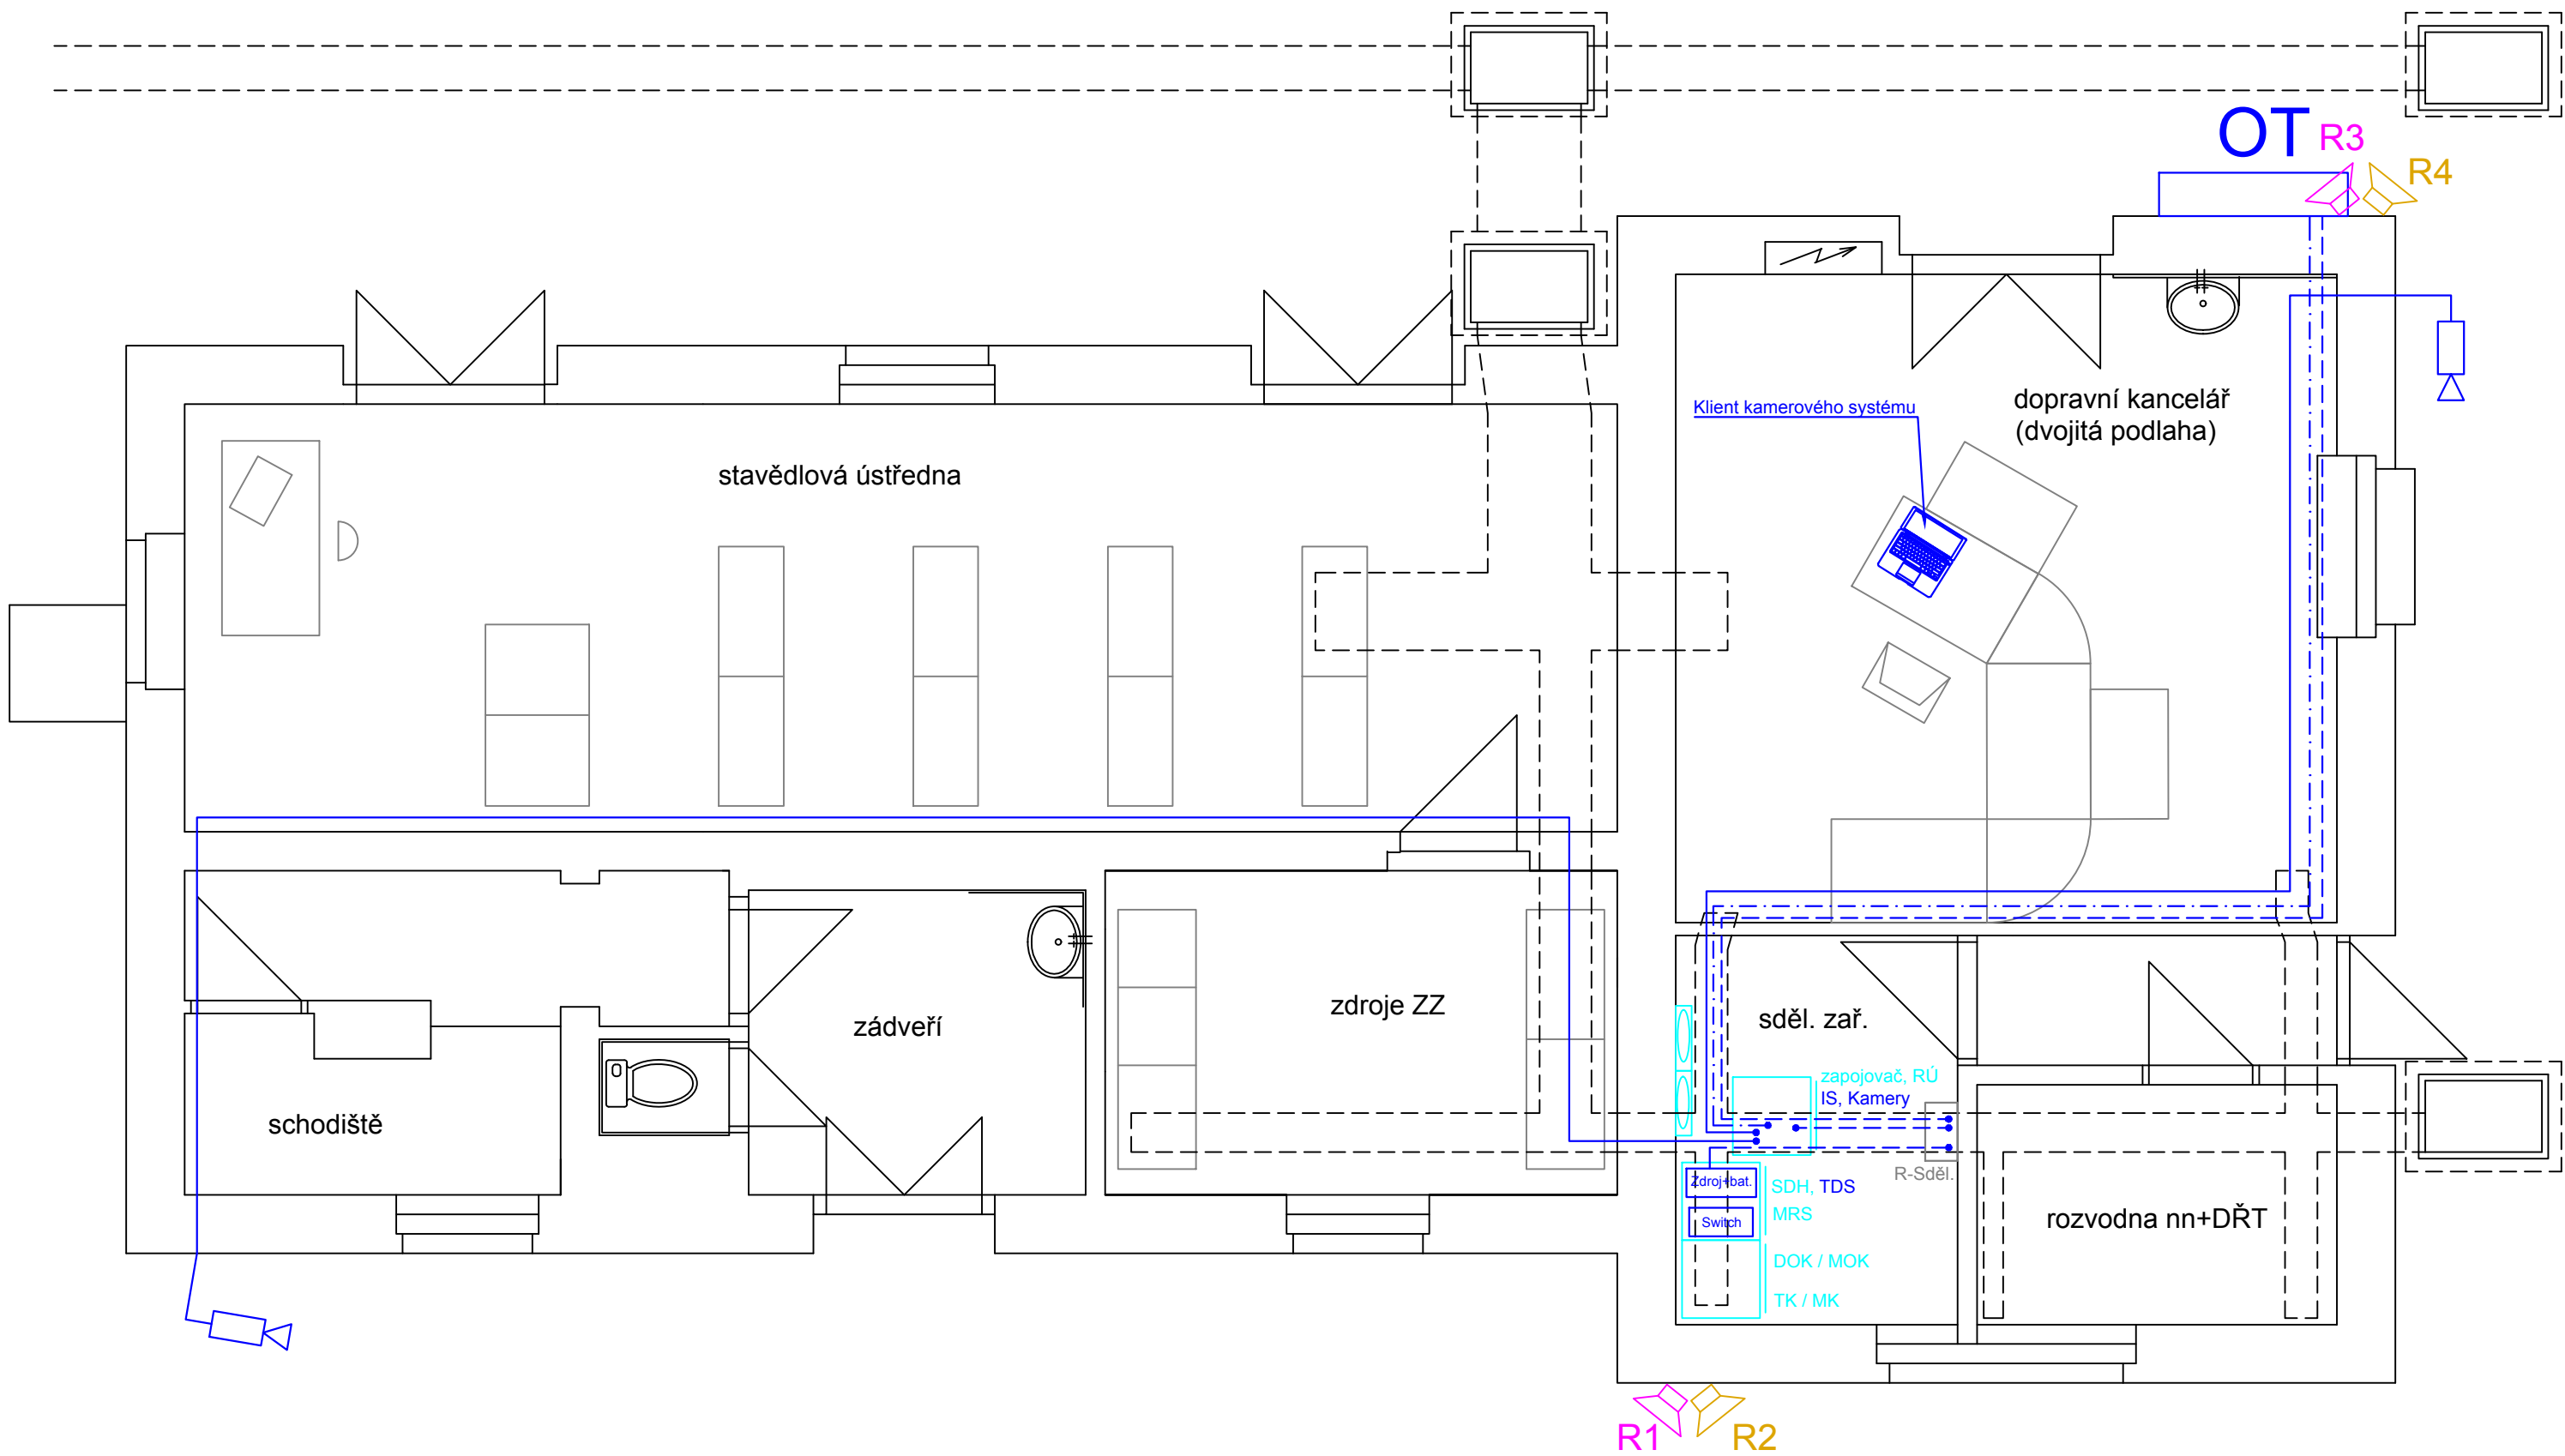 OT
R3
R4
Klient kamerového systému
dopravní kancelář
(dvojitá podlaha)
stavědlová ústředna
zdroje ZZ
zádveří
schodiště
sděl. zař.
zapojovač, RÚ
IS, Kamery
R-Sděl.
Zdroj+bat.
SDH, TDS
MRS
Switch
DOK / MOK
TK / MK
rozvodna nn+DŘT
R1
R2